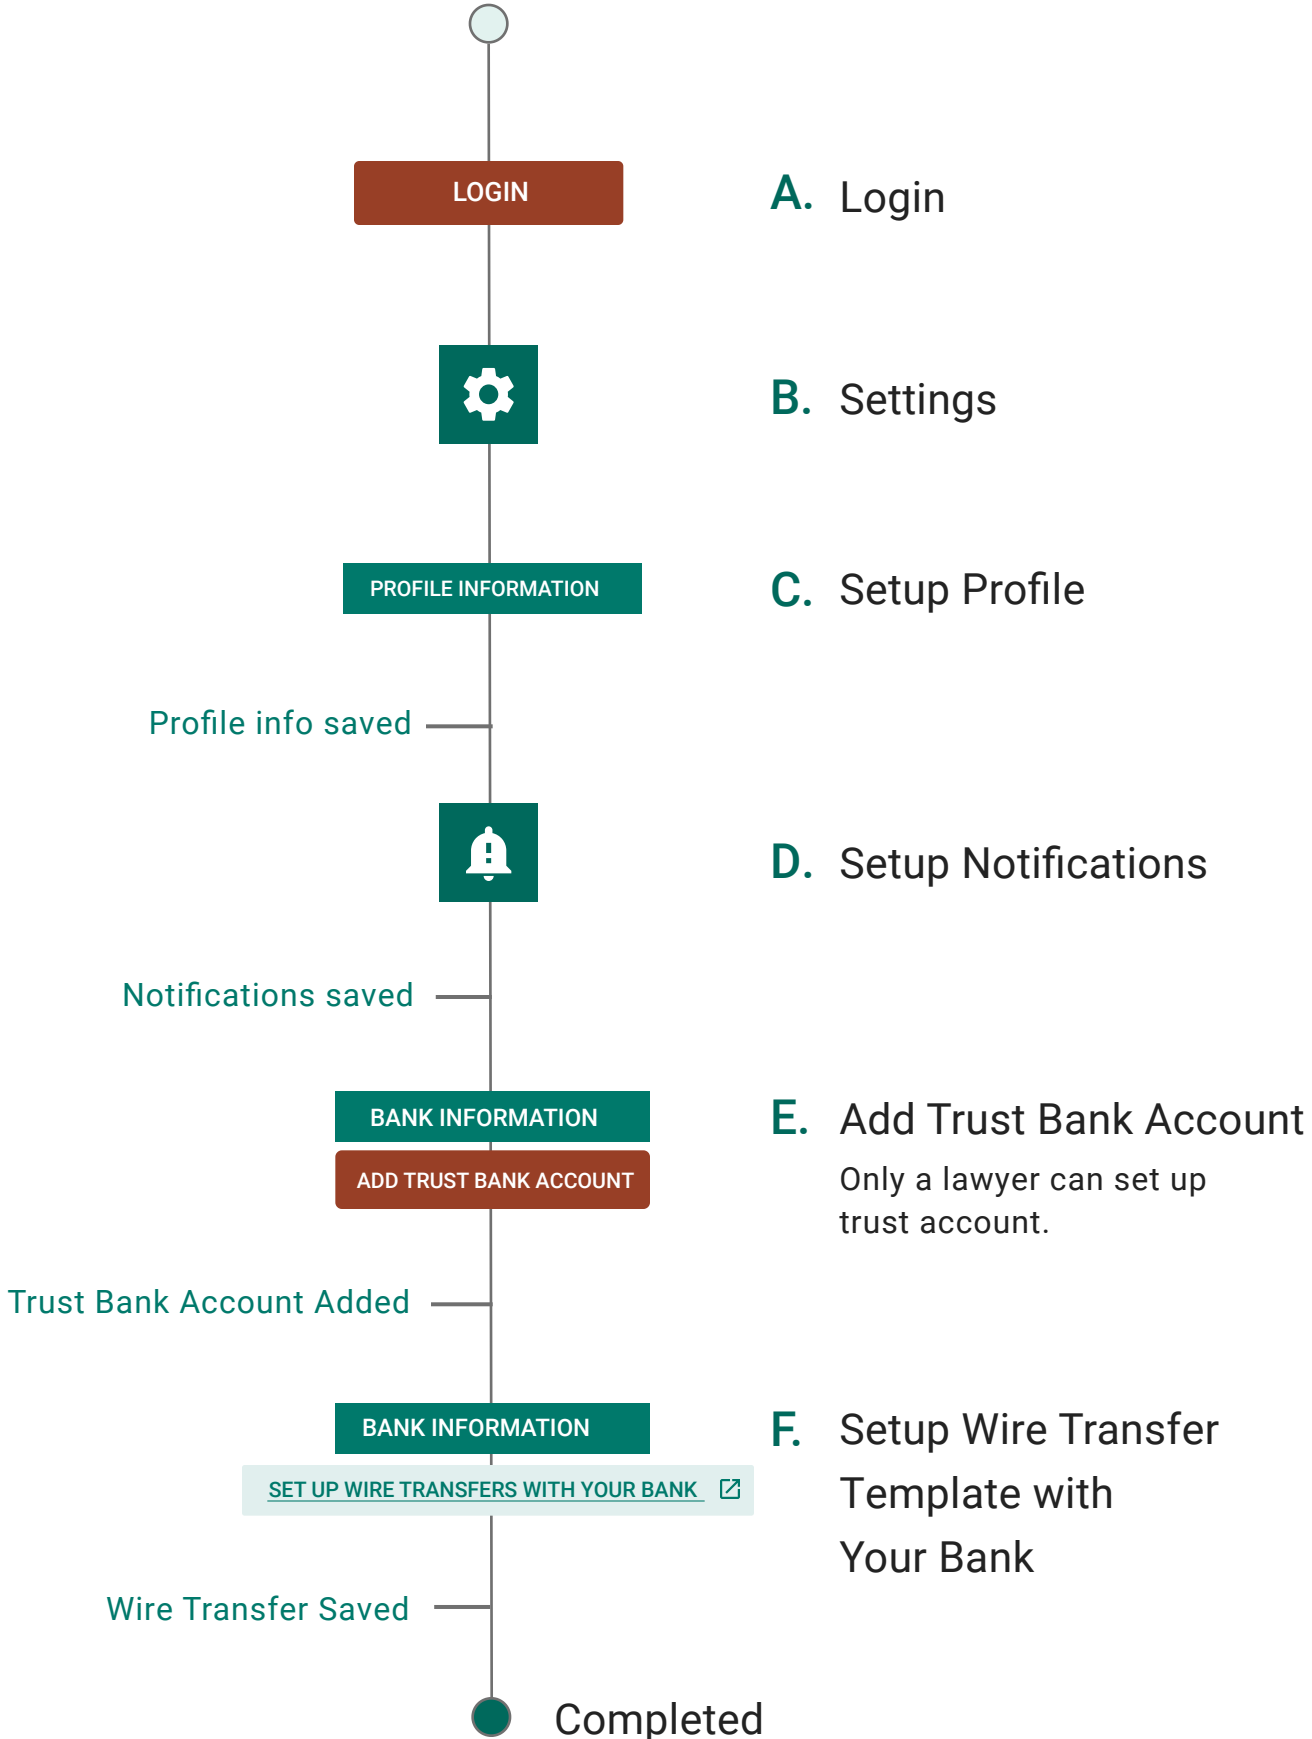 LOGIN
A. Login
B. Settings
PROFILE INFORMATION
C. Setup Profile
Profile info saved
D. Setup Notifications
Notifications saved
BANK INFORMATION
E. Add Trust Bank Account
ADD TRUST BANK ACCOUNT
Only a lawyer can set up
trust account.
Trust Bank Account Added
BANK INFORMATION
F. Setup Wire Transfer
SET UP WIRE TRANSFERS WITH YOUR BANK
Template with
Your Bank
Wire Transfer Saved
Completed